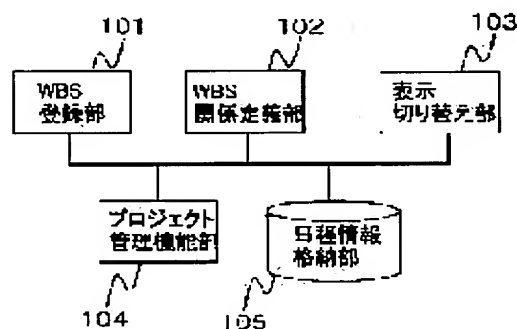 101
102
103
WBS
登録部
WBS
関係定義部
表示
切り替え部
プロジェクト
管理機能部
日程情報
格納部
104
105